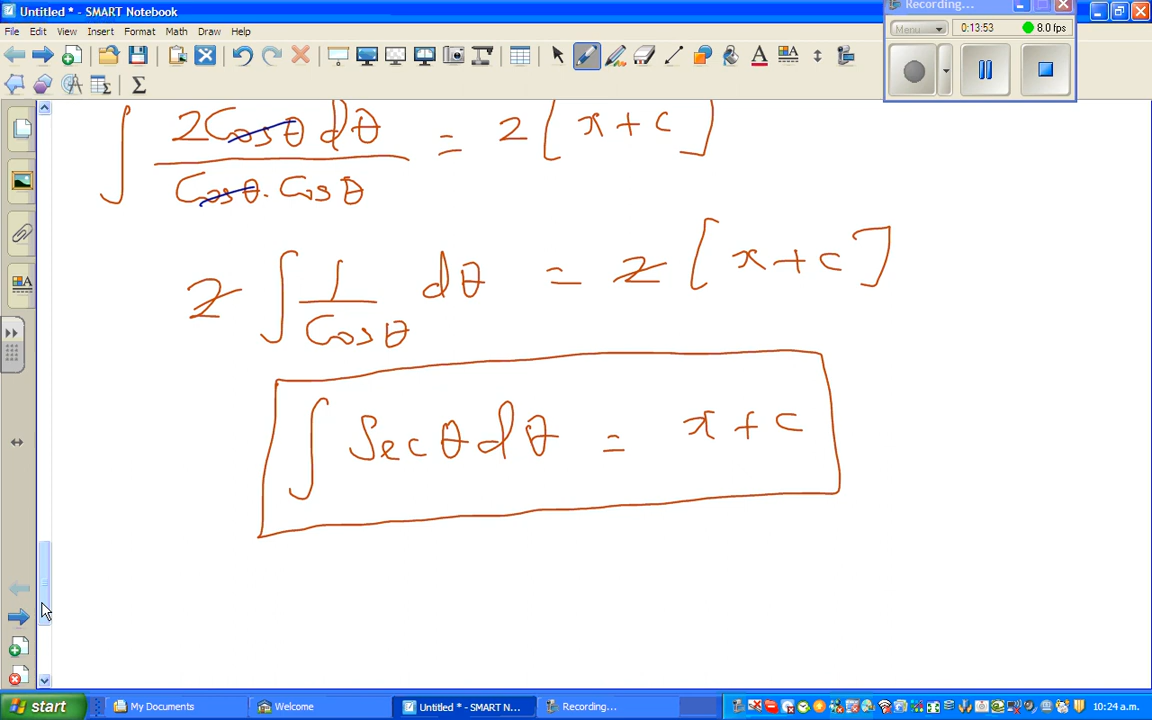 Untitled * - SMART Notebook
Recording...
File Edit View Insert Format Math Draw Help
Menu
0:13:53
8.0 fps
∫ 2Cosθ dθ / Cosθ · Cosθ = 2[x + c]
2 ∫ 1/Cosθ dθ = 2[x + c]
∫ Secθ dθ = x + c
start
My Documents
Welcome
Untitled * - SMART N...
Recording...
10:24 a.m.